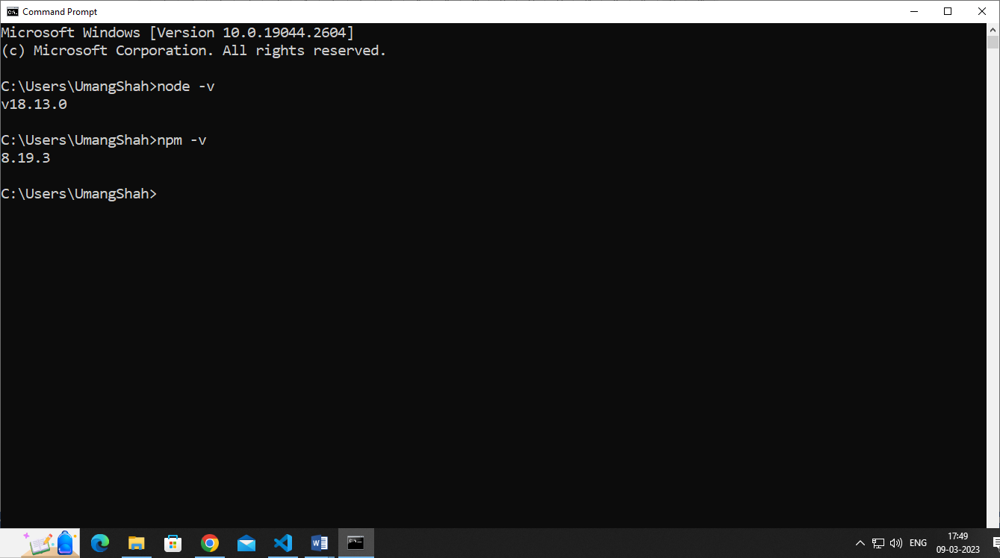 Command Prompt
Microsoft Windows [Version 10.0.19044.2604]
(c) Microsoft Corporation. All rights reserved.
C:\Users\UmangShah>node -v
v18.13.0
C:\Users\UmangShah>npm -v
8.19.3
C:\Users\UmangShah>
ENG
17:49
09-03-2023